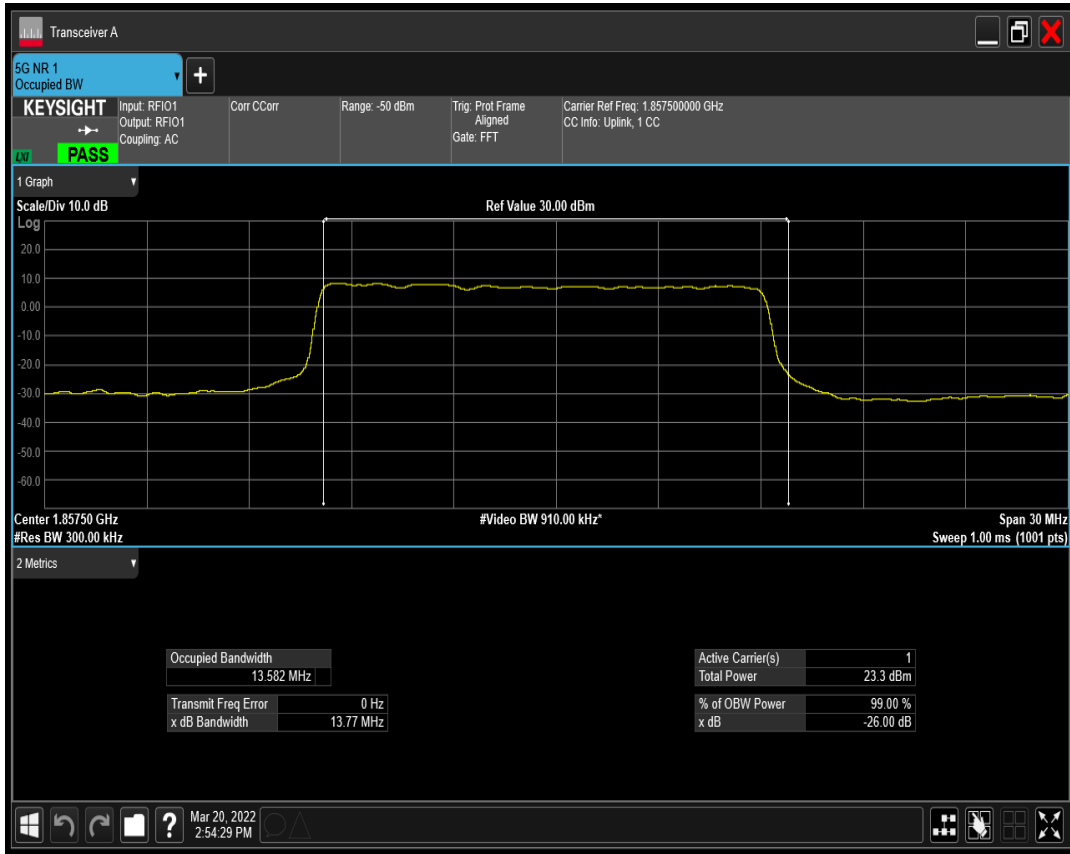 Transceiver A
5G NR 1
Occupied BW
+
KEYSIGHT
LXI
PASS
Input: RFIO1
Output: RFIO1
Coupling: AC
Corr CCorr
Range: -50 dBm
Trig: Prot Frame
Aligned
Gate: FFT
Carrier Ref Freq: 1.857500000 GHz
CC Info: Uplink, 1 CC
1 Graph
Scale/Div 10.0 dB
Ref Value 30.00 dBm
Log
20.0
10.0
0.00
-10.0
-20.0
-30.0
-40.0
-50.0
-60.0
Center 1.85750 GHz
#Video BW 910.00 kHz*
Span 30 MHz
#Res BW 300.00 kHz
Sweep 1.00 ms (1001 pts)
2 Metrics
Occupied Bandwidth
13.582 MHz
Transmit Freq Error 0 Hz
x dB Bandwidth 13.77 MHz
Active Carrier(s) 1
Total Power 23.3 dBm
% of OBW Power 99.00 %
x dB -26.00 dB
?
Mar 20, 2022
2:54:29 PM